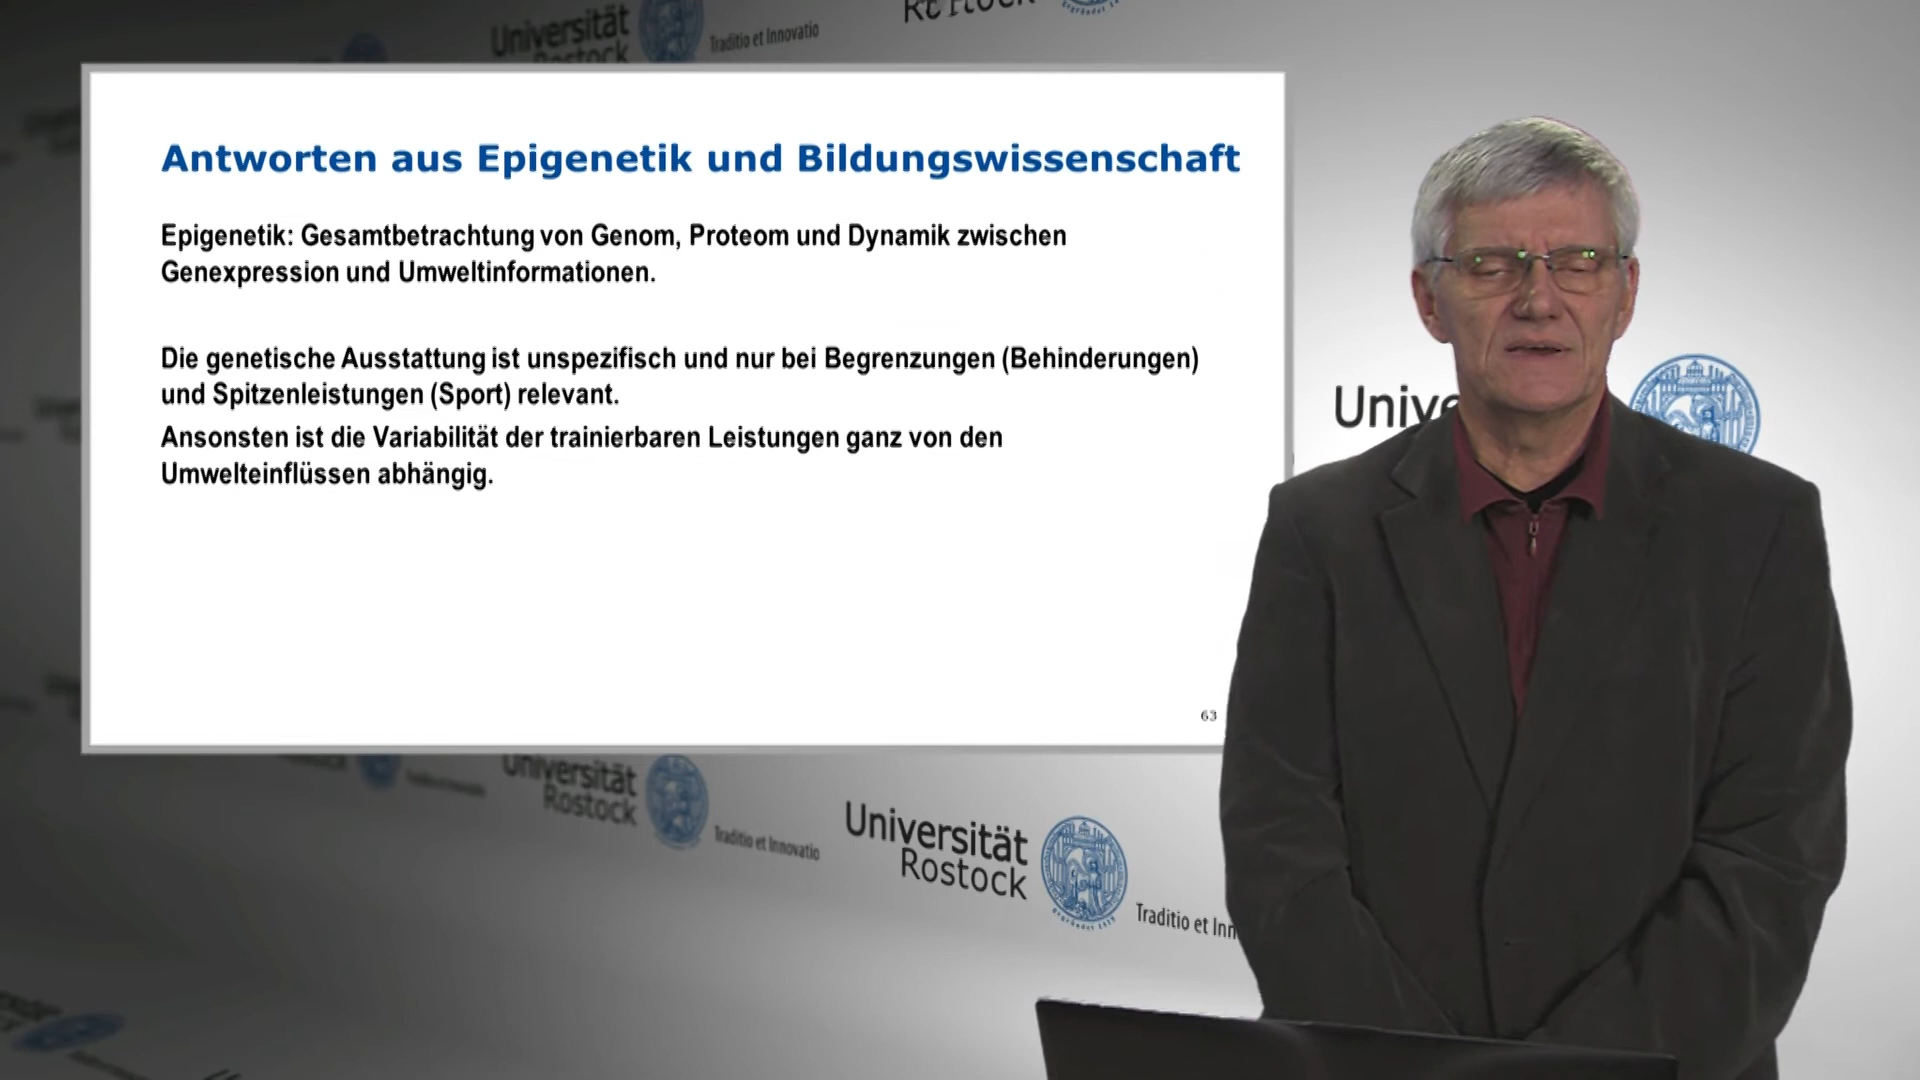 Universität
Rostock
Traditio et Innovatio
Antworten aus Epigenetik und Bildungswissenschaft
Epigenetik: Gesamtbetrachtung von Genom, Proteom und Dynamik zwischen
Genexpression und Umweltinformationen.
Die genetische Ausstattung ist unspezifisch und nur bei Begrenzungen (Behinderungen)
und Spitzenleistungen (Sport) relevant.
Ansonsten ist die Variabilität der trainierbaren Leistungen ganz von den
Umwelteinflüssen abhängig.
63
Unive
Universität
Rostock
Traditio et Innovatio
Universität
Rostock
Traditio et Inn